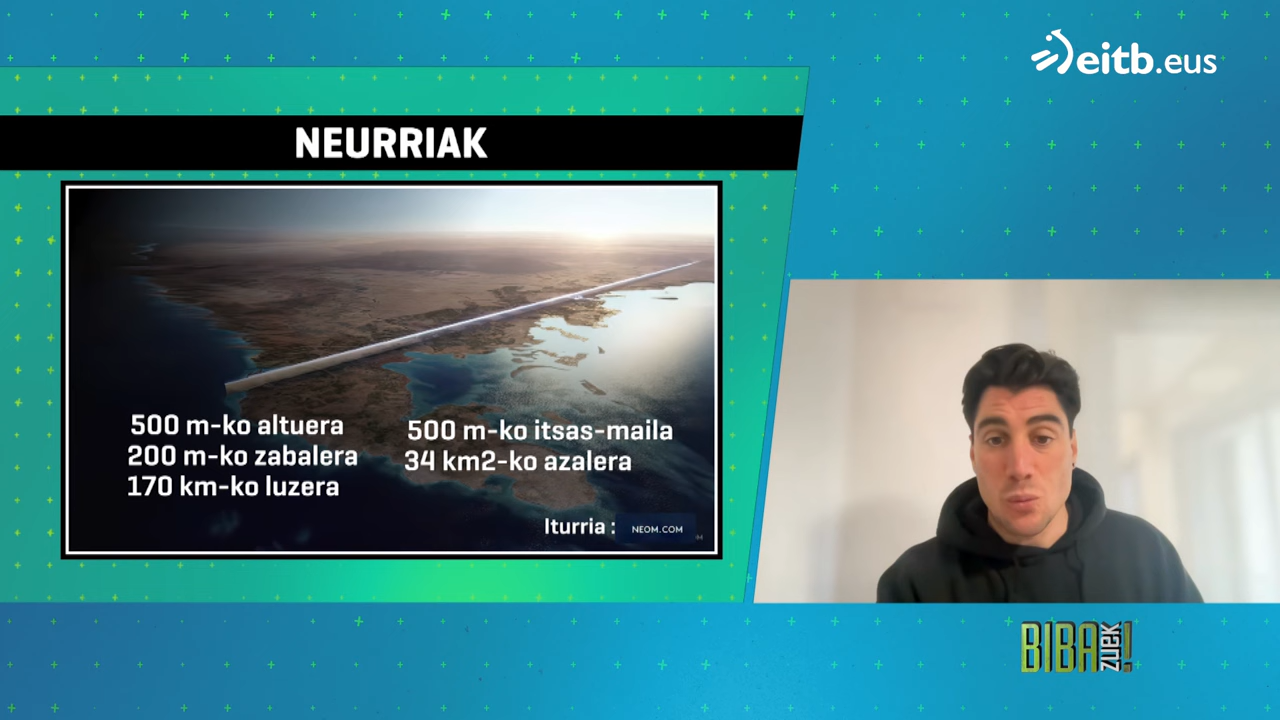 eitb.eus
NEURRIAK
500 m-ko altuera
200 m-ko zabalera
170 km-ko luzera
500 m-ko itsas-maila
34 km2-ko azalera
Iturria : NEOM.COM
BIBA ZUEK!